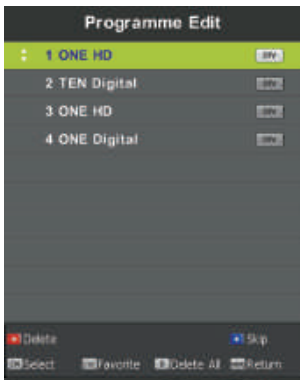 Programme Edit
1 ONE HD
2 TEN Digital
3 ONE HD
4 ONE Digital
Delete Skip
Select Favorite Delete All Return